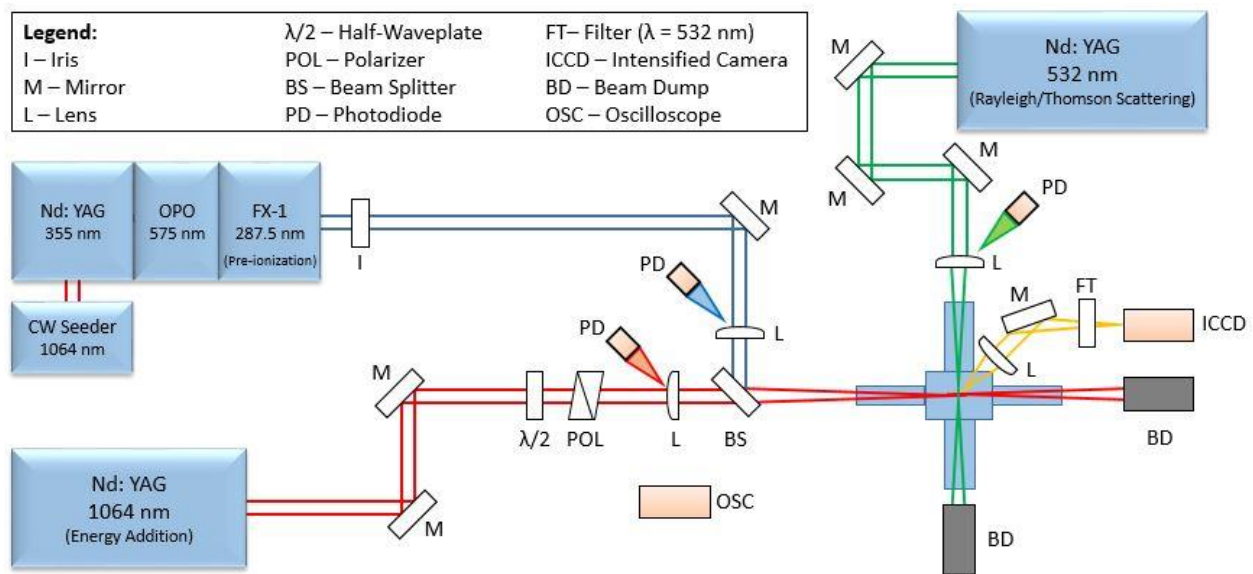 Legend:
I – Iris
M – Mirror
L – Lens
λ/2 – Half-Waveplate
POL – Polarizer
BS – Beam Splitter
PD – Photodiode
FT– Filter (λ = 532 nm)
ICCD – Intensified Camera
BD – Beam Dump
OSC – Oscilloscope
M
Nd: YAG
532 nm
(Rayleigh/Thomson Scattering)
M
M
PD
L
Nd: YAG
355 nm
OPO
575 nm
FX-1
287.5 nm
(Pre-ionization)
I
M
CW Seeder
1064 nm
PD
L
PD
M
FT
ICCD
L
M
λ/2
POL
L
BS
BD
Nd: YAG
1064 nm
(Energy Addition)
M
OSC
BD